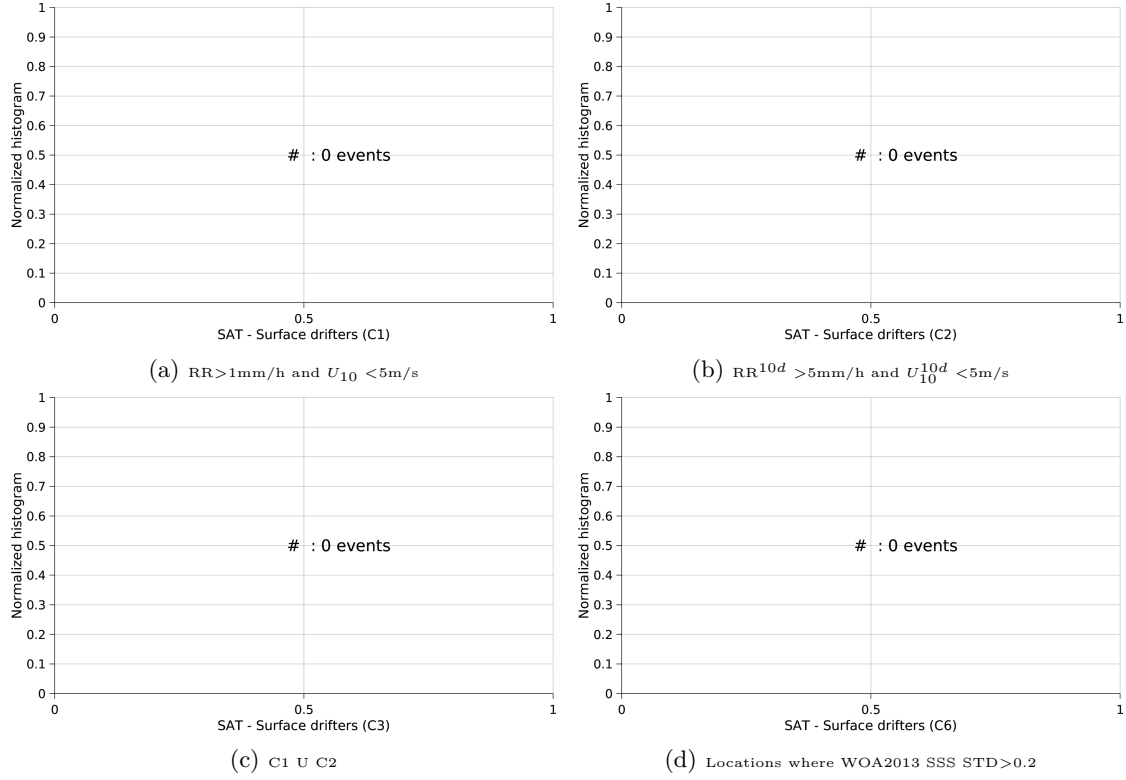 1
0.9
0.8
0.7
0.6
0.5
0.4
0.3
0.2
0.1
0
Normalized histogram
# : 0 events
0 0.5 1
SAT - Surface drifters (C1)
(a) RR>1mm/h and U10 <5m/s
1
0.9
0.8
0.7
0.6
0.5
0.4
0.3
0.2
0.1
0
Normalized histogram
# : 0 events
0 0.5 1
SAT - Surface drifters (C2)
(b) RR^10d >5mm/h and U_10^10d <5m/s
1
0.9
0.8
0.7
0.6
0.5
0.4
0.3
0.2
0.1
0
Normalized histogram
# : 0 events
0 0.5 1
SAT - Surface drifters (C3)
(c) C1 U C2
1
0.9
0.8
0.7
0.6
0.5
0.4
0.3
0.2
0.1
0
Normalized histogram
# : 0 events
0 0.5 1
SAT - Surface drifters (C6)
(d) Locations where WOA2013 SSS STD>0.2